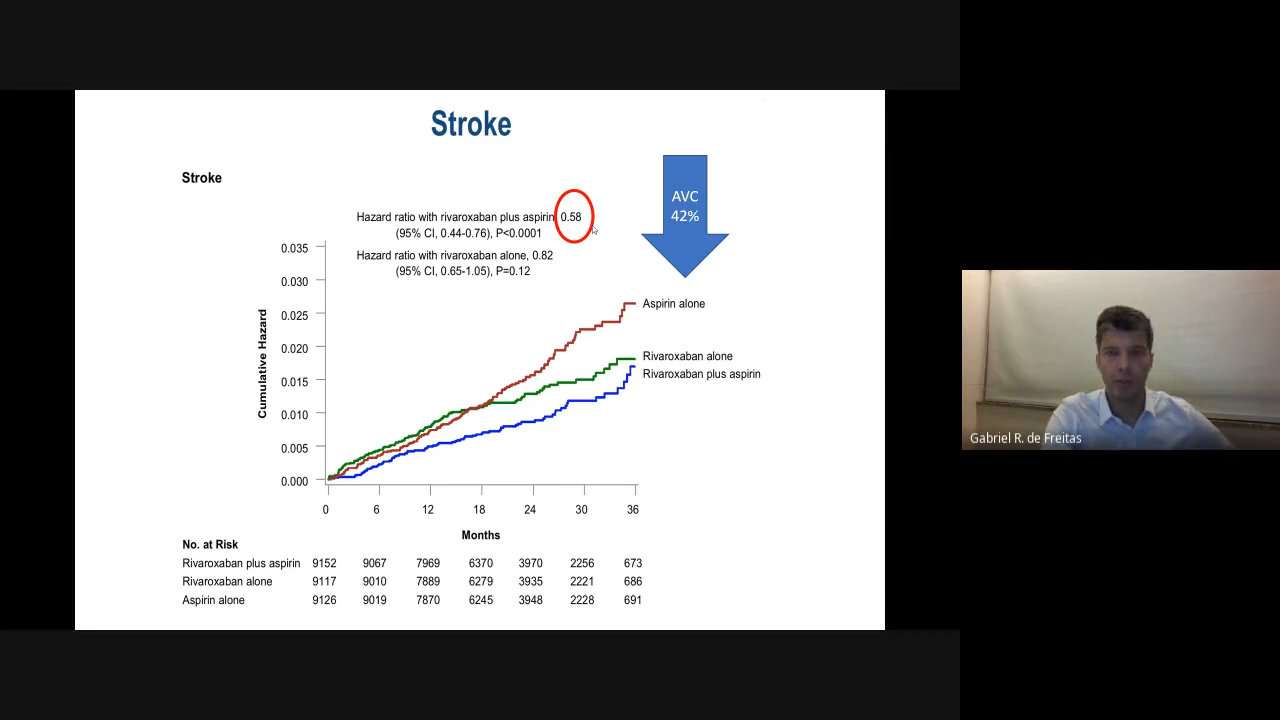 Stroke
Stroke
AVC
42%
Hazard ratio with rivaroxaban plus aspirin 0.58
(95% CI, 0.44-0.76), P<0.0001
Hazard ratio with rivaroxaban alone, 0.82
(95% CI, 0.65-1.05), P=0.12
0.035
0.030
0.025
0.020
0.015
0.010
0.005
0.000
Cumulative Hazard
Aspirin alone
Rivaroxaban alone
Rivaroxaban plus aspirin
0 6 12 18 24 30 36
Months
No. at Risk
Rivaroxaban plus aspirin 9152 9067 7969 6370 3970 2256 673
Rivaroxaban alone 9117 9010 7889 6279 3935 2221 686
Aspirin alone 9126 9019 7870 6245 3948 2228 691
Gabriel R. de Freitas